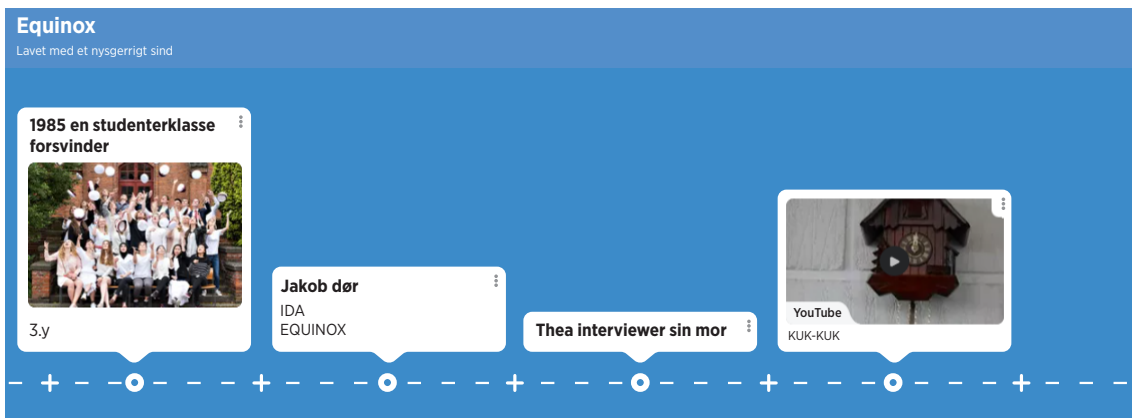 Equinox
Lavet med et nysgerrigt sind
1985 en studenterklasse
forsvinder
3.y
Jakob dør
IDA
EQUINOX
Thea interviewer sin mor
YouTube
KUK-KUK